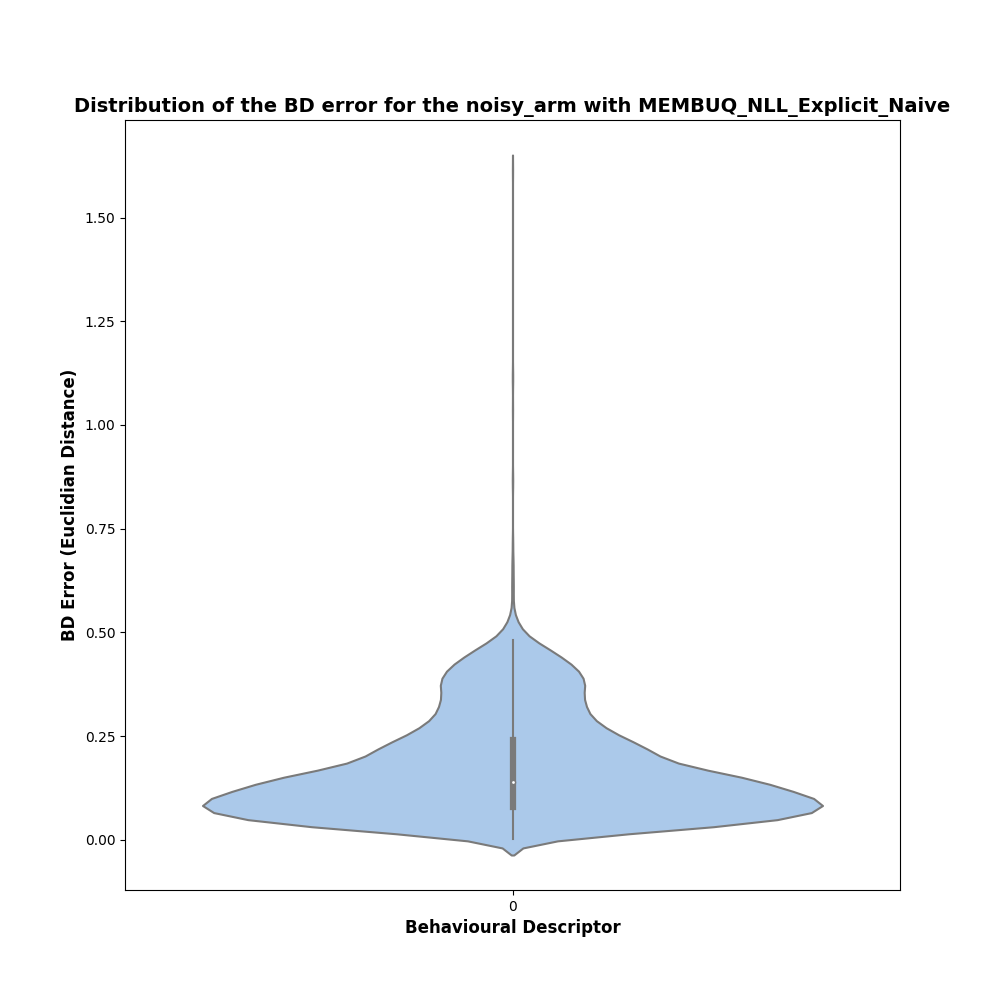 Distribution of the BD error for the noisy_arm with MEMBUQ_NLL_Explicit_Naive
1.50
1.25
1.00
0.75
0.50
0.25
0.00
BD Error (Euclidian Distance)
0
Behavioural Descriptor